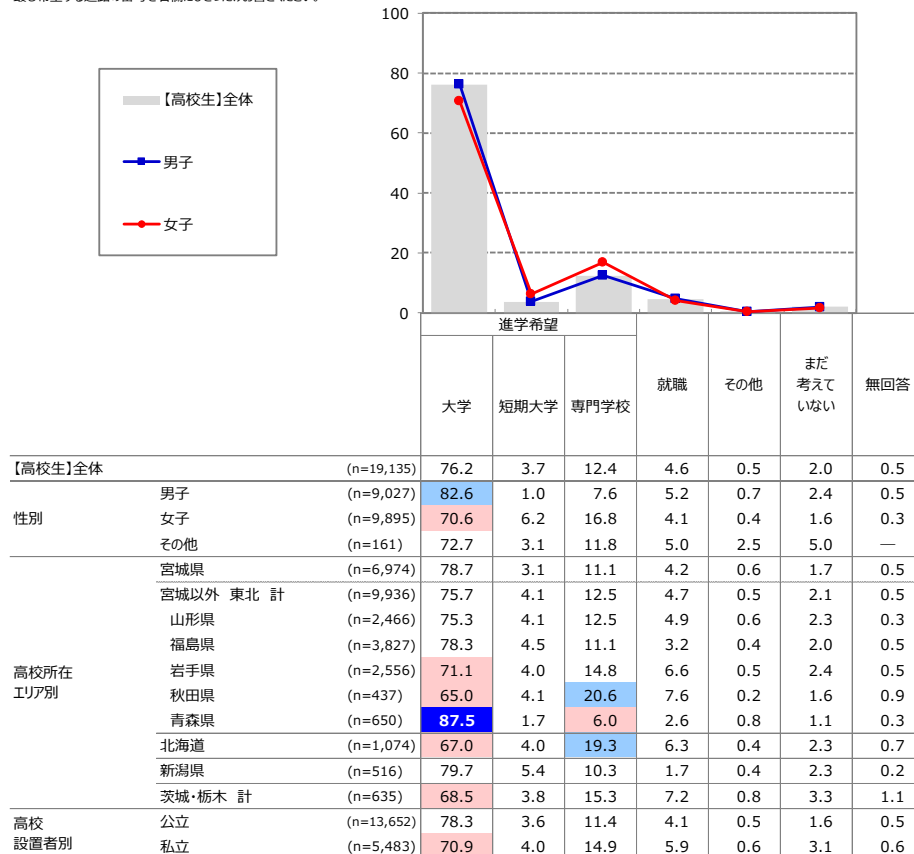 100
80
60
40
20
0
【高校生】全体
男子
女子
進学希望
大学 短期大学 専門学校 就職 その他 まだ考えていない 無回答
【高校生】全体 (n=19,135) 76.2 3.7 12.4 4.6 0.5 2.0 0.5
性別
男子 (n=9,027) 82.6 1.0 7.6 5.2 0.7 2.4 0.5
女子 (n=9,895) 70.6 6.2 16.8 4.1 0.4 1.6 0.3
その他 (n=161) 72.7 3.1 11.8 5.0 2.5 5.0 —
高校所在
エリア別
宮城県 (n=6,974) 78.7 3.1 11.1 4.2 0.6 1.7 0.5
宮城以外 東北 計 (n=9,936) 75.7 4.1 12.5 4.7 0.5 2.1 0.5
山形県 (n=2,466) 75.3 4.1 12.5 4.9 0.6 2.3 0.3
福島県 (n=3,827) 78.3 4.5 11.1 3.2 0.4 2.0 0.5
岩手県 (n=2,556) 71.1 4.0 14.8 6.6 0.5 2.4 0.5
秋田県 (n=437) 65.0 4.1 20.6 7.6 0.2 1.6 0.9
青森県 (n=650) 87.5 1.7 6.0 2.6 0.8 1.1 0.3
北海道 (n=1,074) 67.0 4.0 19.3 6.3 0.4 2.3 0.7
新潟県 (n=516) 79.7 5.4 10.3 1.7 0.4 2.3 0.2
茨城・栃木 計 (n=635) 68.5 3.8 15.3 7.2 0.8 3.3 1.1
高校
設置者別
公立 (n=13,652) 78.3 3.6 11.4 4.1 0.5 1.6 0.5
私立 (n=5,483) 70.9 4.0 14.9 5.9 0.6 3.1 0.6